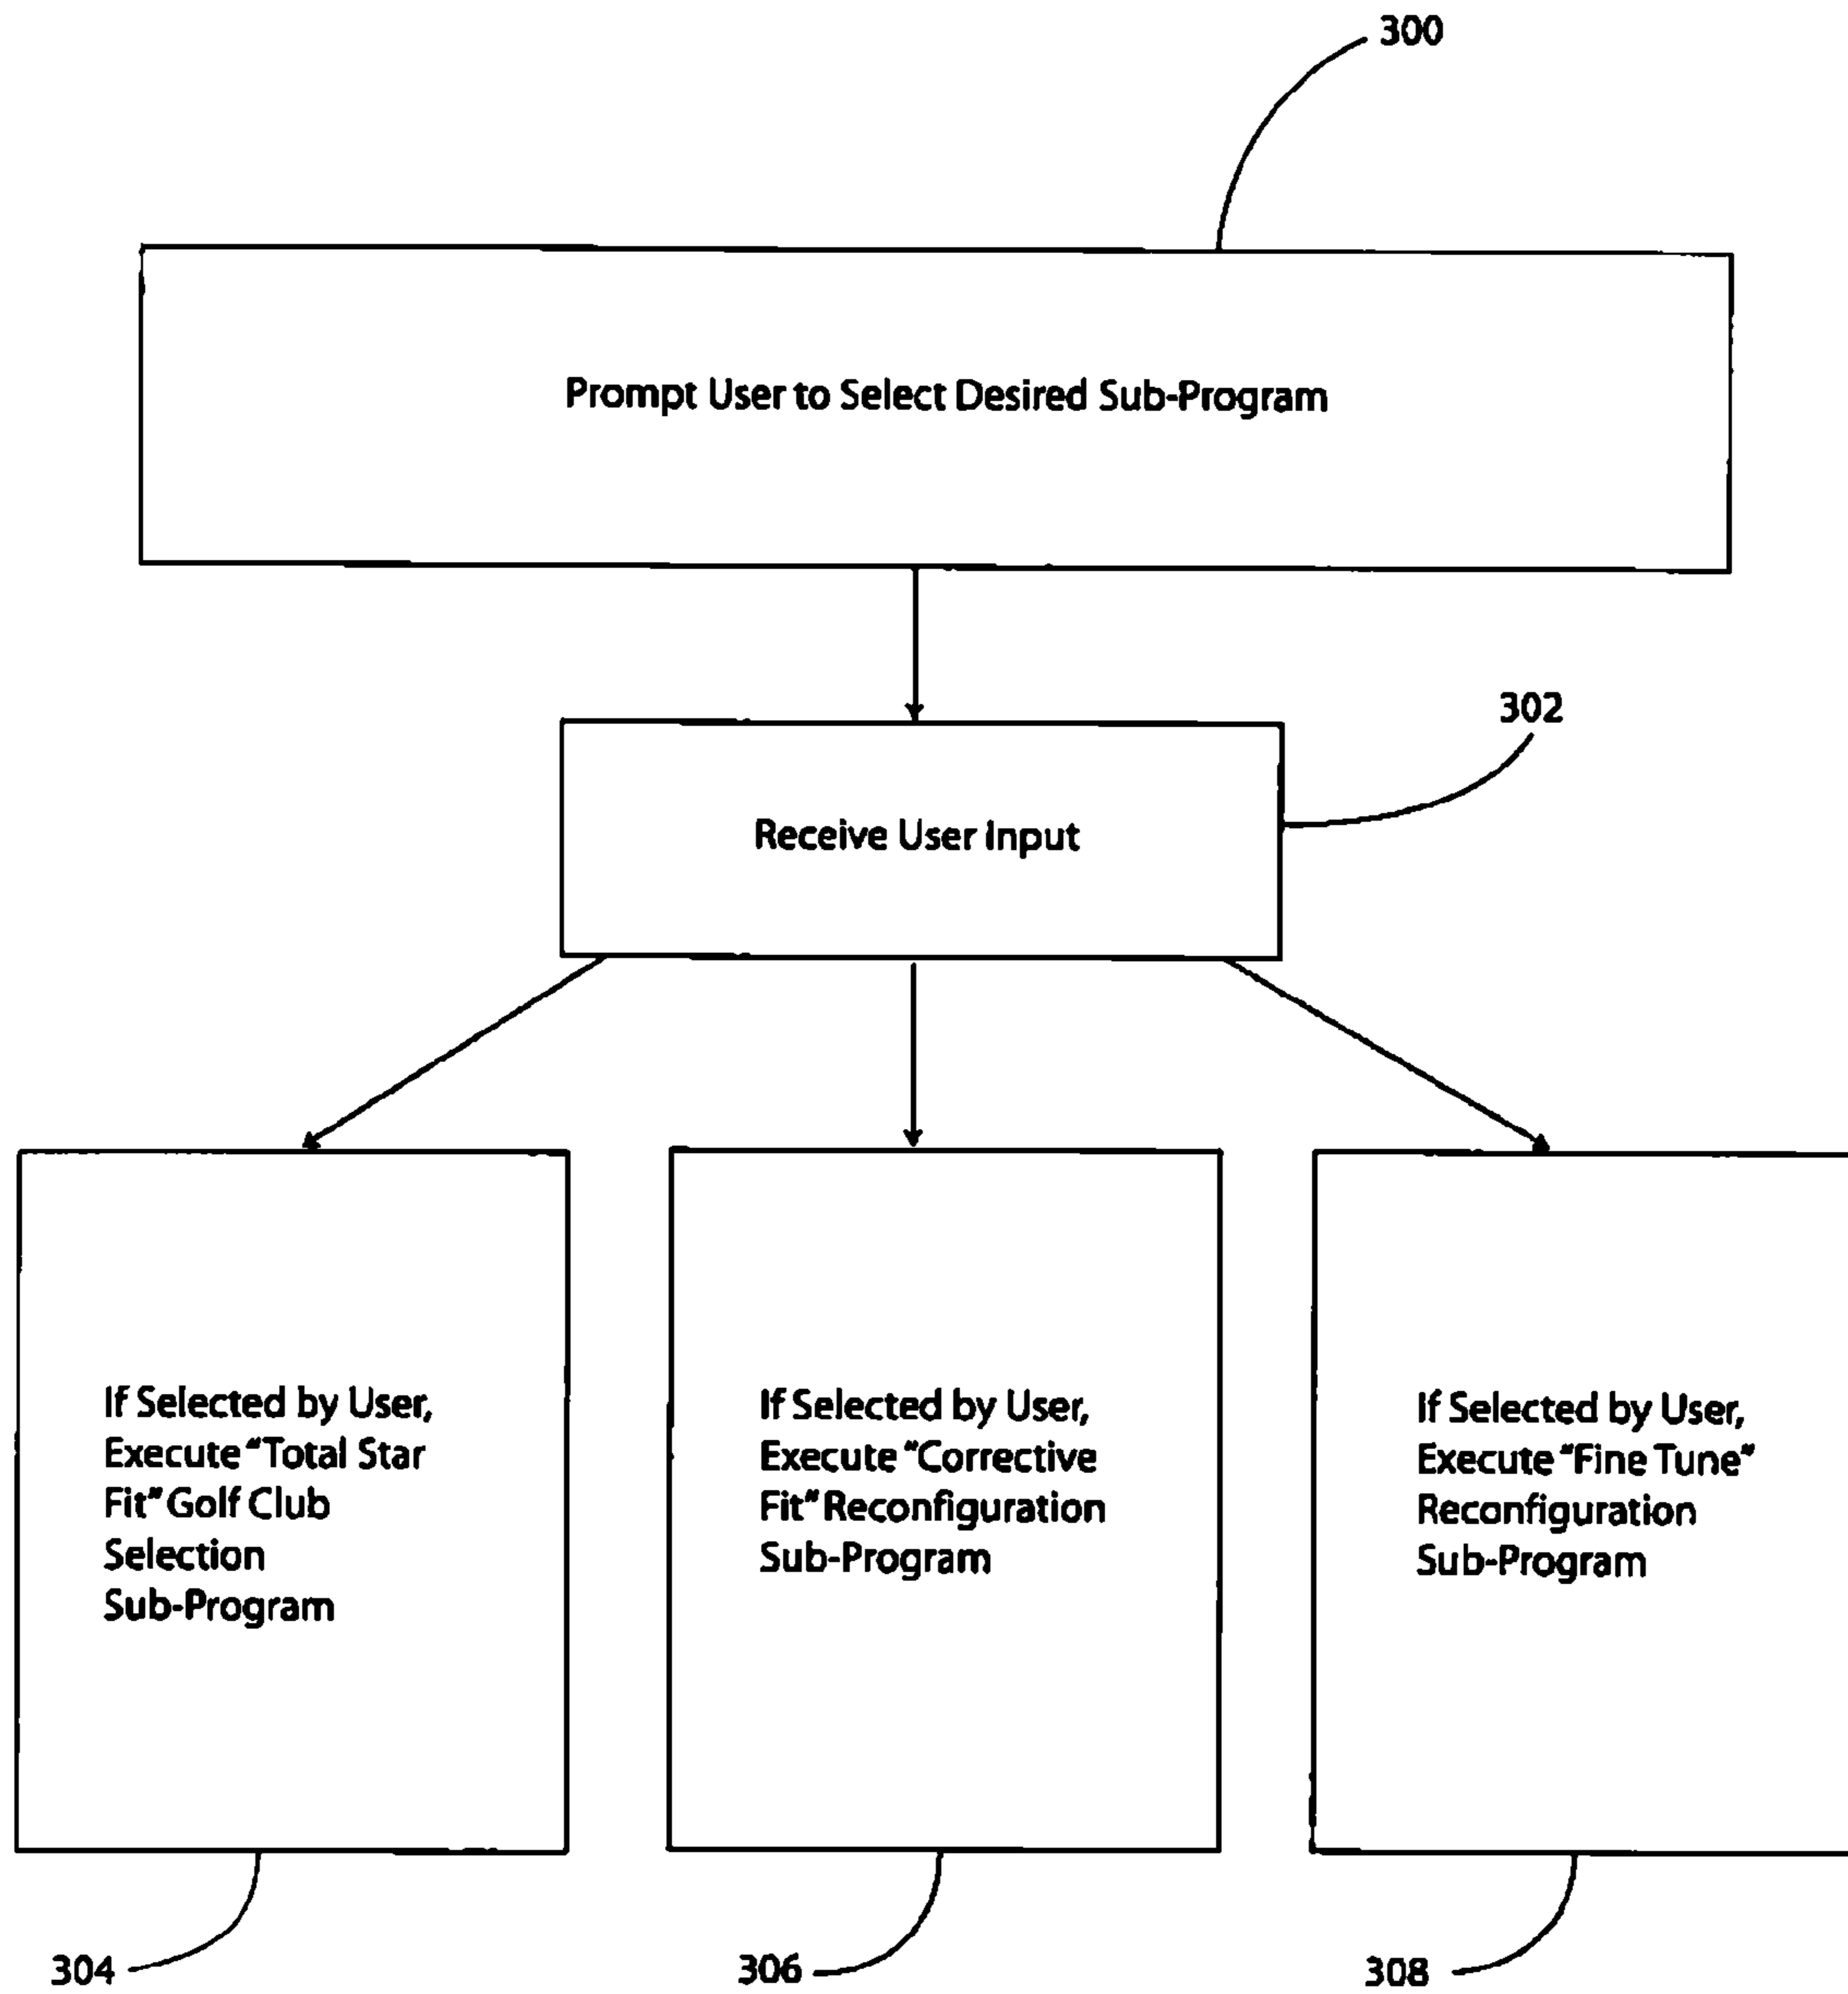 300
Prompt User to Select Desired Sub-Program
302
Receive User Input
If Selected by User,
Execute "Total Star
Fit" Golf Club
Selection
Sub-Program
If Selected by User,
Execute "Corrective
Fit" Reconfiguration
Sub-Program
If Selected by User,
Execute "Fine Tune"
Reconfiguration
Sub-Program
304
306
308